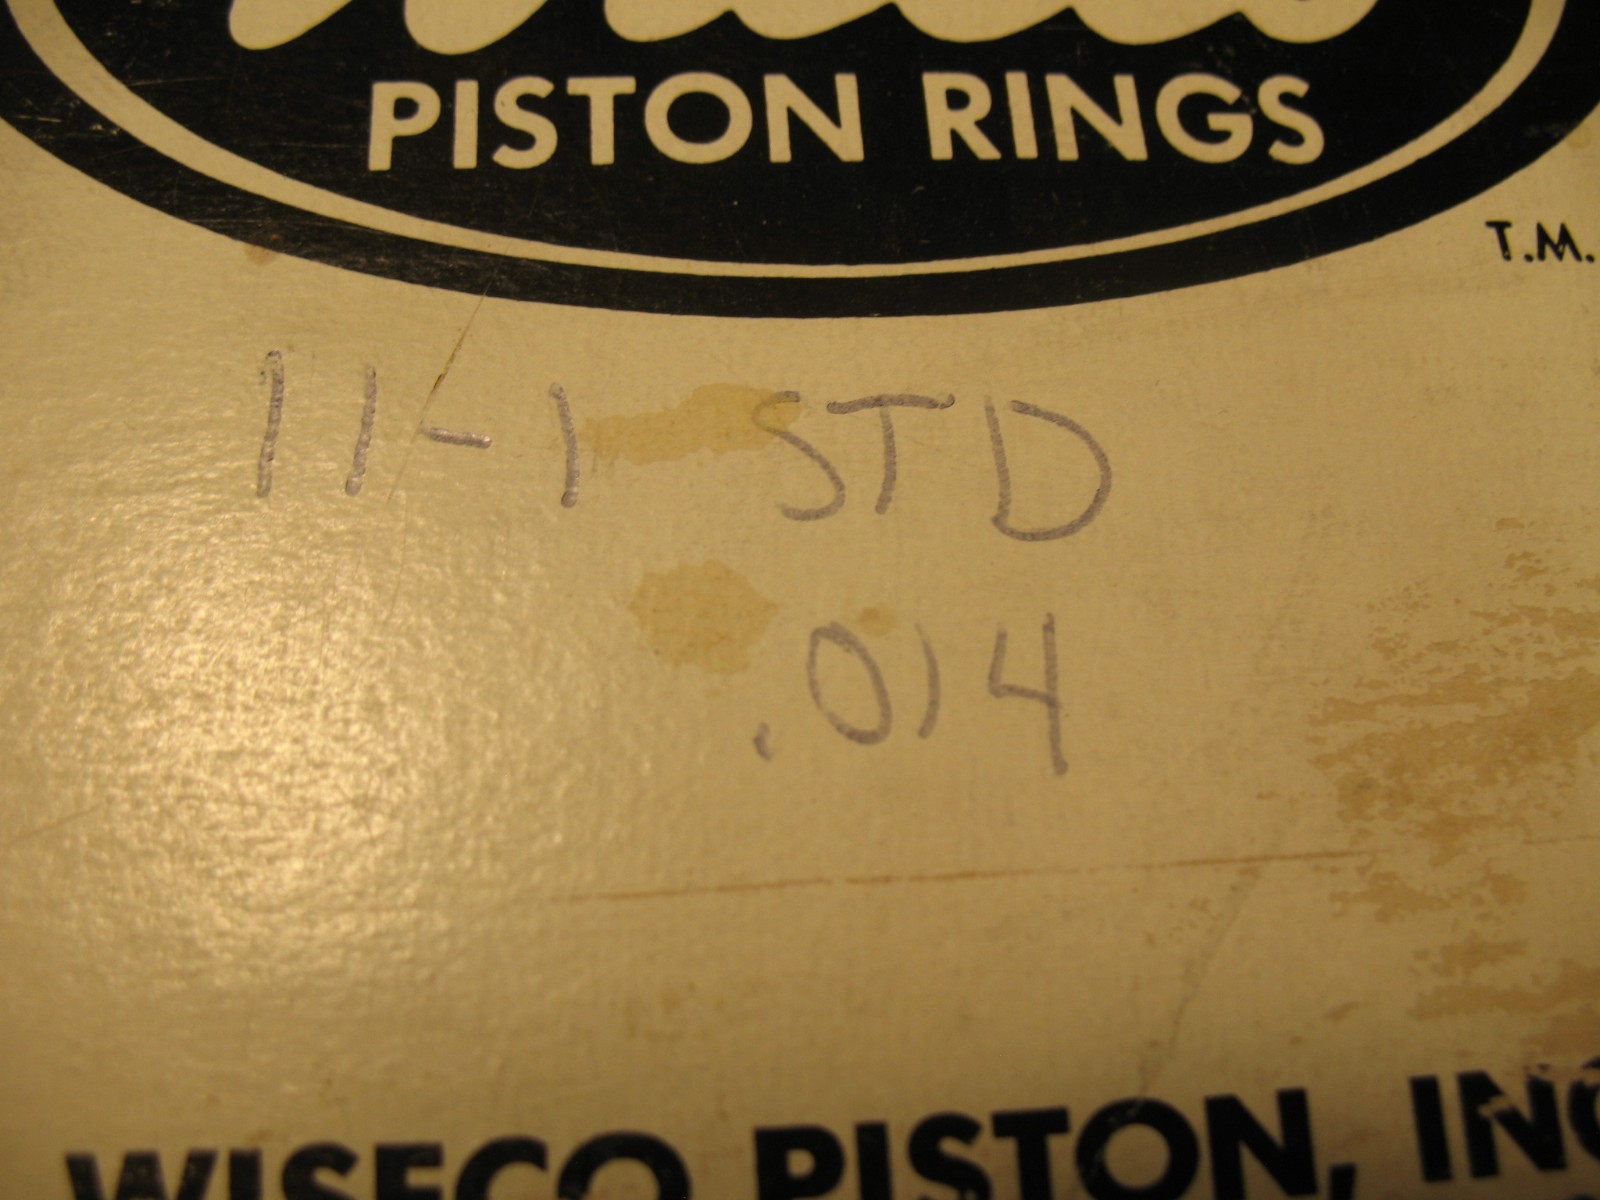 PISTON RINGS
T.M.
11-1 STD
.014
WISECO PISTON, INC